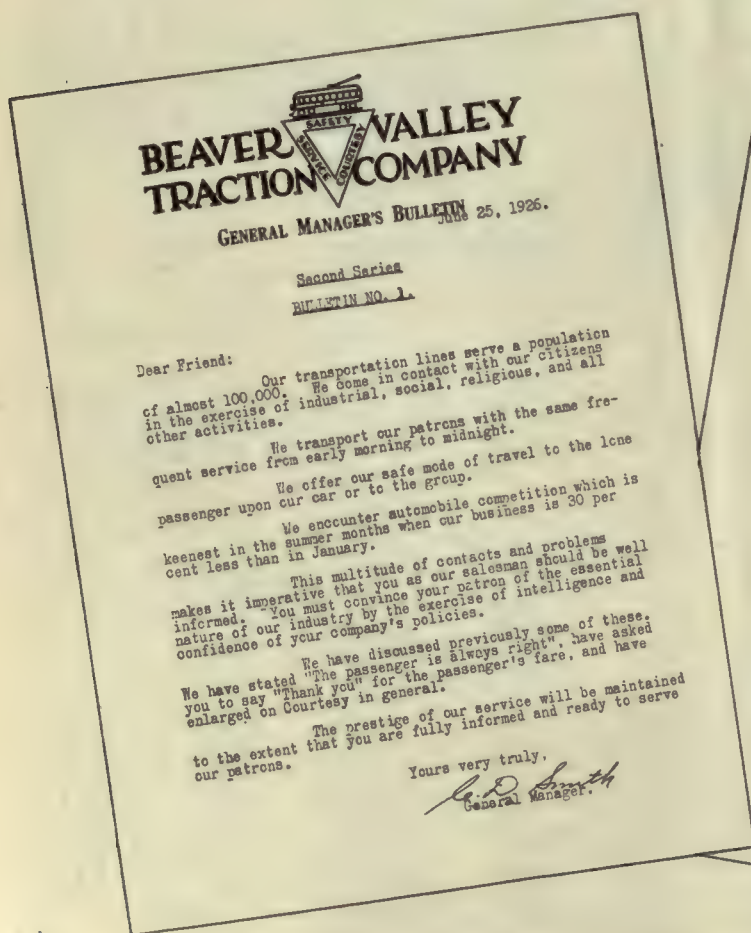 BEAVER VALLEY
TRACTION COMPANY
SAFETY
SERVICE
COURTESY
GENERAL MANAGER'S BULLETIN
June 25, 1926.
Second Series
BULLETIN NO. 1.
Dear Friend:
Our transportation lines serve a population
of almost 100,000. We come in contact with our citizens
in the exercise of industrial, social, religious, and all
other activities.
We transport our patrons with the same fre-
quent service from early morning to midnight.
We offer our safe mode of travel to the lone
passenger upon our car or to the group.
We encounter automobile competition which is
keenest in the summer months when our business is 30 per
cent less than in January.
This multitude of contacts and problems
makes it imperative that you as our salesman should be well
informed. You must convince your patron of the essential
nature of our industry by the exercise of intelligence and
confidence of your company's policies.
We have discussed previously some of these.
We have stated "The passenger is always right", have asked
you to say "Thank you" for the passenger's fare, and have
enlarged on Courtesy in general.
The prestige of our service will be maintained
to the extent that you are fully informed and ready to serve
our patrons.
Yours very truly,
C. D. Smith
General Manager.